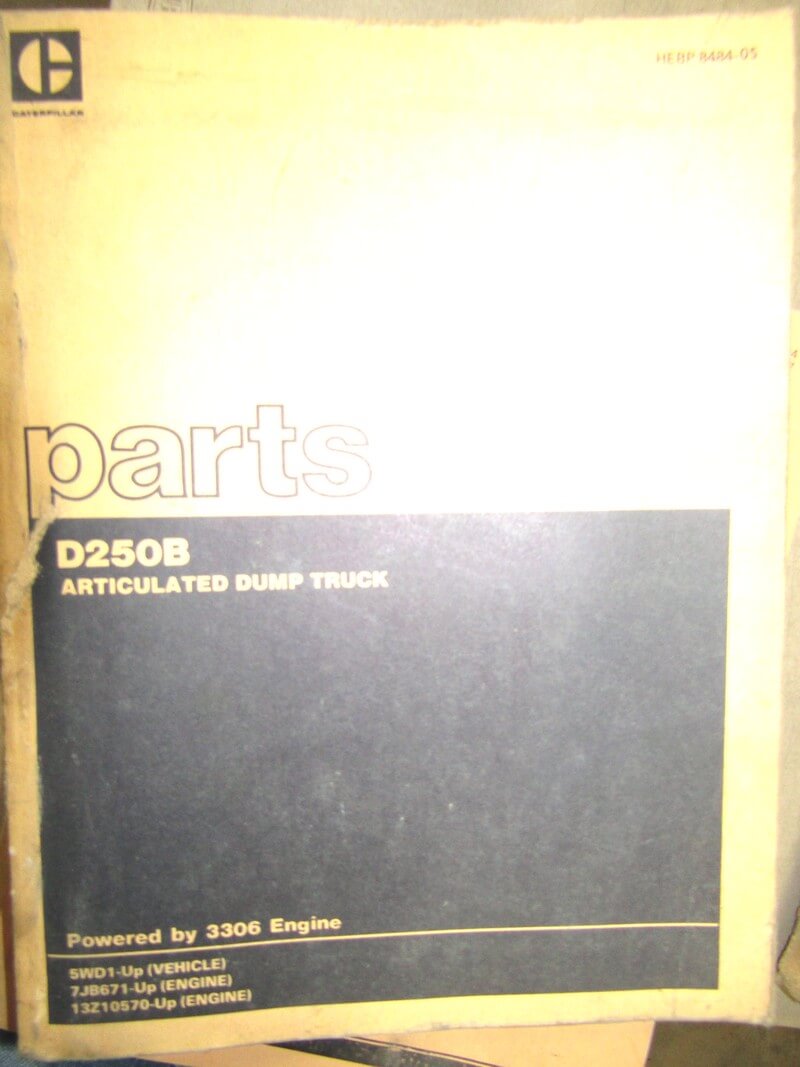 CATERPILLAR
HEBP 8484-05
parts
D250B
ARTICULATED DUMP TRUCK
Powered by 3306 Engine
5WD1-Up (VEHICLE)
7JB671-Up (ENGINE)
13Z10570-Up (ENGINE)